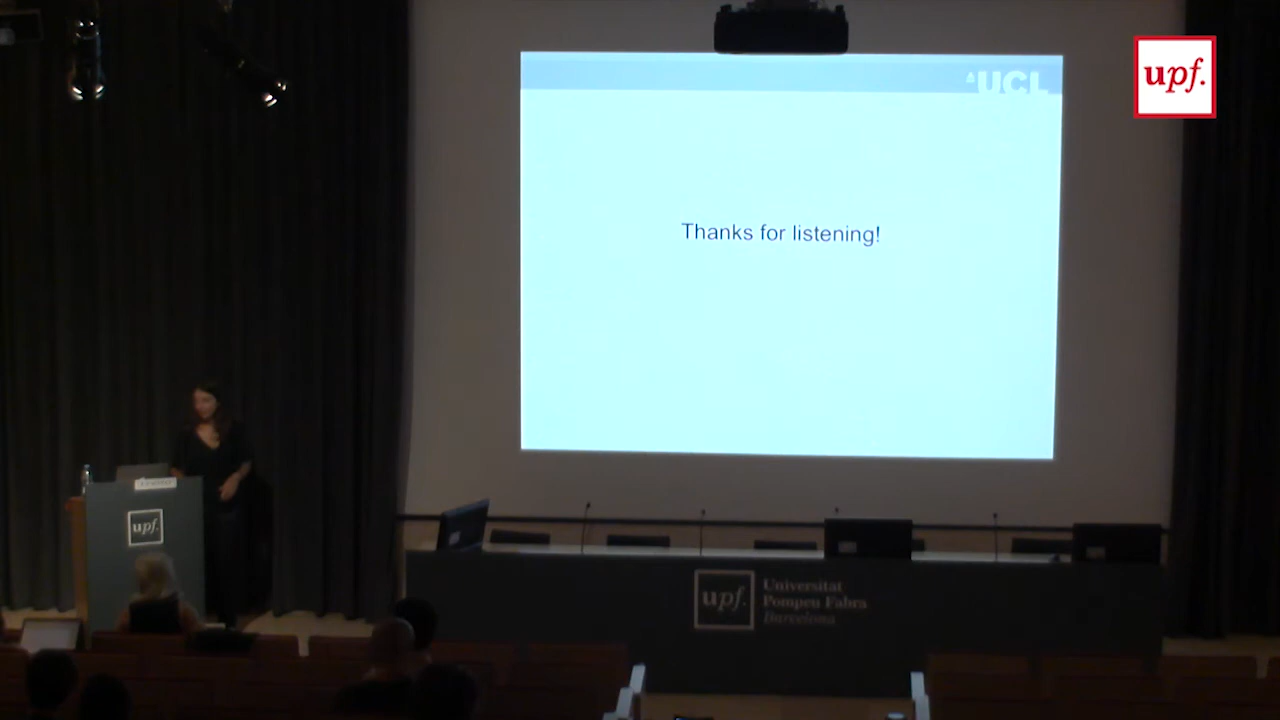 UCL
upf.
Thanks for listening!
upf.
upf.
Universitat
Pompeu Fabra
Barcelona